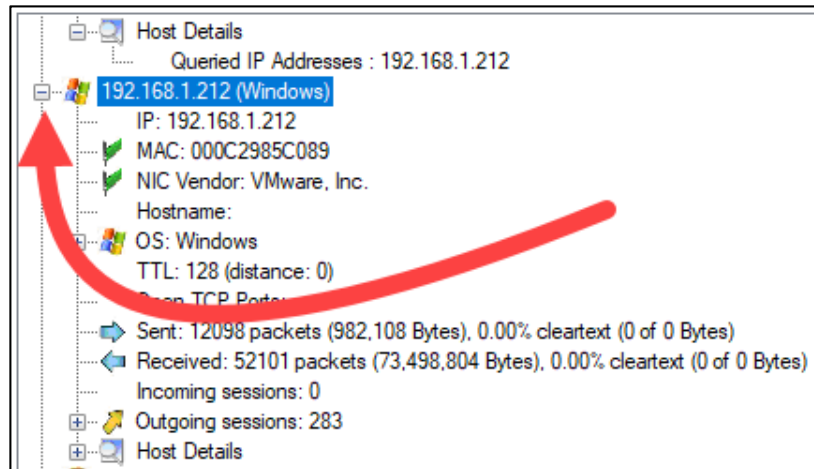 Host Details
Queried IP Addresses : 192.168.1.212
192.168.1.212 (Windows)
IP: 192.168.1.212
MAC: 000C2985C089
NIC Vendor: VMware, Inc.
Hostname:
OS: Windows
TTL: 128 (distance: 0)
Open TCP Ports:
Sent: 12098 packets (982,108 Bytes), 0.00% cleartext (0 of 0 Bytes)
Received: 52101 packets (73,498,804 Bytes), 0.00% cleartext (0 of 0 Bytes)
Incoming sessions: 0
Outgoing sessions: 283
Host Details